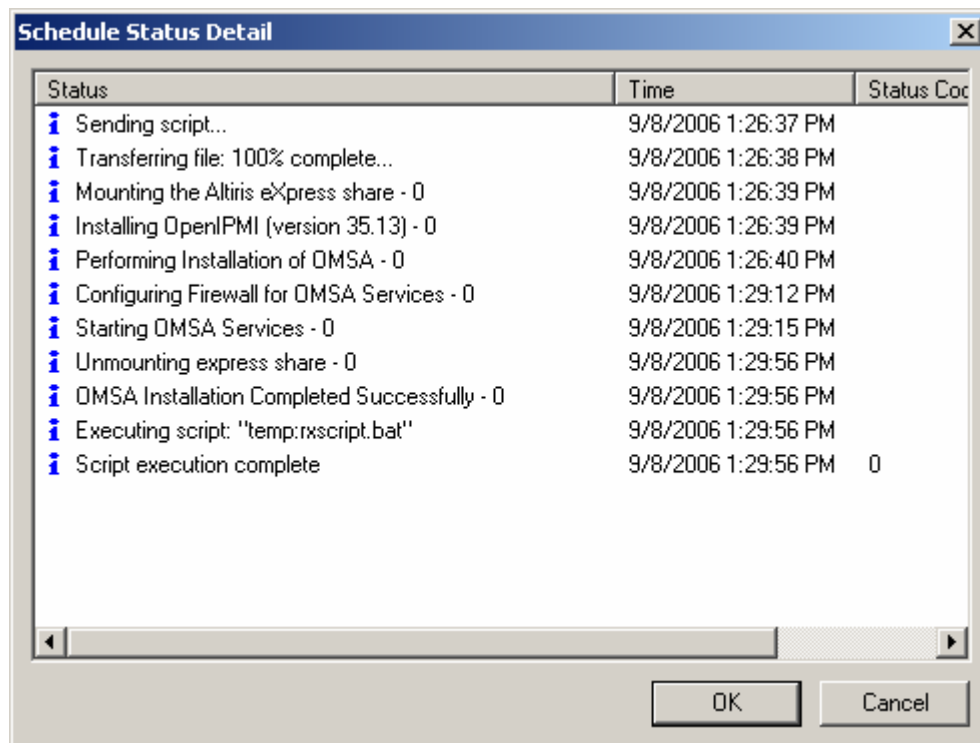 Schedule Status Detail
Status Time Status Coc
Sending script... 9/8/2006 1:26:37 PM
Transferring file: 100% complete... 9/8/2006 1:26:38 PM
Mounting the Altiris eXpress share - 0 9/8/2006 1:26:39 PM
Installing OpenIPMI (version 35.13) - 0 9/8/2006 1:26:39 PM
Performing Installation of OMSA - 0 9/8/2006 1:26:40 PM
Configuring Firewall for OMSA Services - 0 9/8/2006 1:29:12 PM
Starting OMSA Services - 0 9/8/2006 1:29:15 PM
Unmounting express share - 0 9/8/2006 1:29:56 PM
OMSA Installation Completed Successfully - 0 9/8/2006 1:29:56 PM
Executing script: "temp:rxscript.bat" 9/8/2006 1:29:56 PM
Script execution complete 9/8/2006 1:29:56 PM 0
OK Cancel